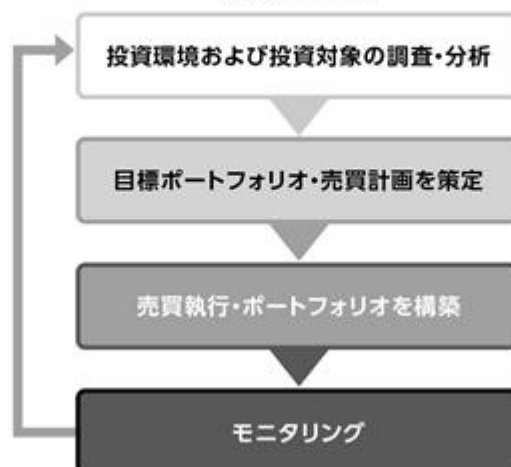 投資環境および投資対象の調査・分析
目標ポートフォリオ・売買計画を策定
売買執行・ポートフォリオを構築
モニタリング